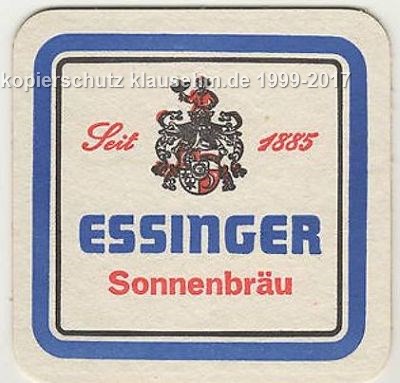 kopierschutz klausehm.de 1999-2017
Seit 1885
ESSINGER
Sonnenbräu